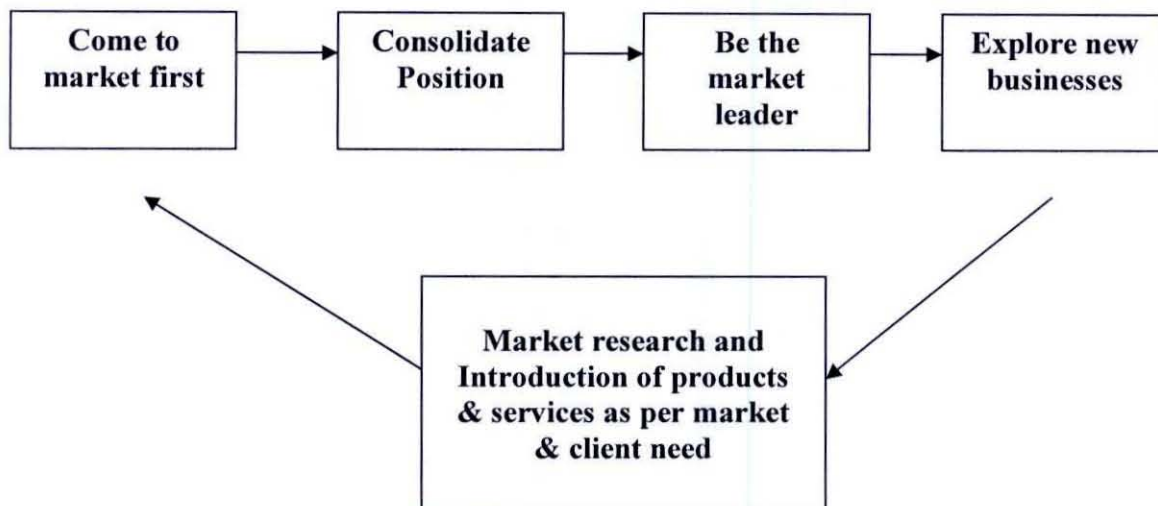 Come to
market first
Consolidate
Position
Be the
market
leader
Explore new
businesses
Market research and
Introduction of products
& services as per market
& client need